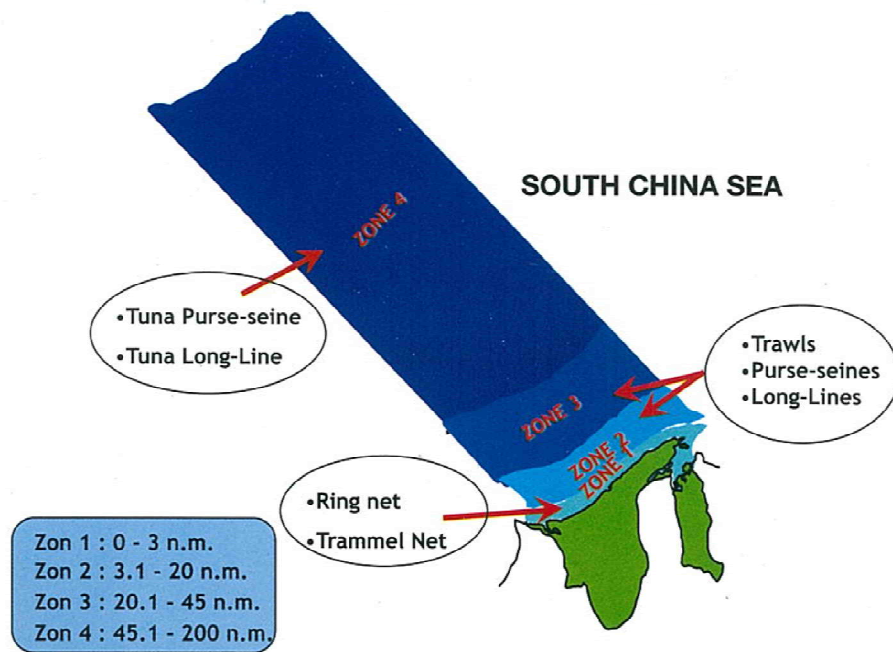 SOUTH CHINA SEA
ZONE 4
•Tuna Purse-seine
•Tuna Long-Line
•Trawls
•Purse-seines
•Long-Lines
ZONE 3
ZONE 2
ZONE 1
•Ring net
•Trammel Net
Zon 1 : 0 - 3 n.m.
Zon 2 : 3.1 - 20 n.m.
Zon 3 : 20.1 - 45 n.m.
Zon 4 : 45.1 - 200 n.m.